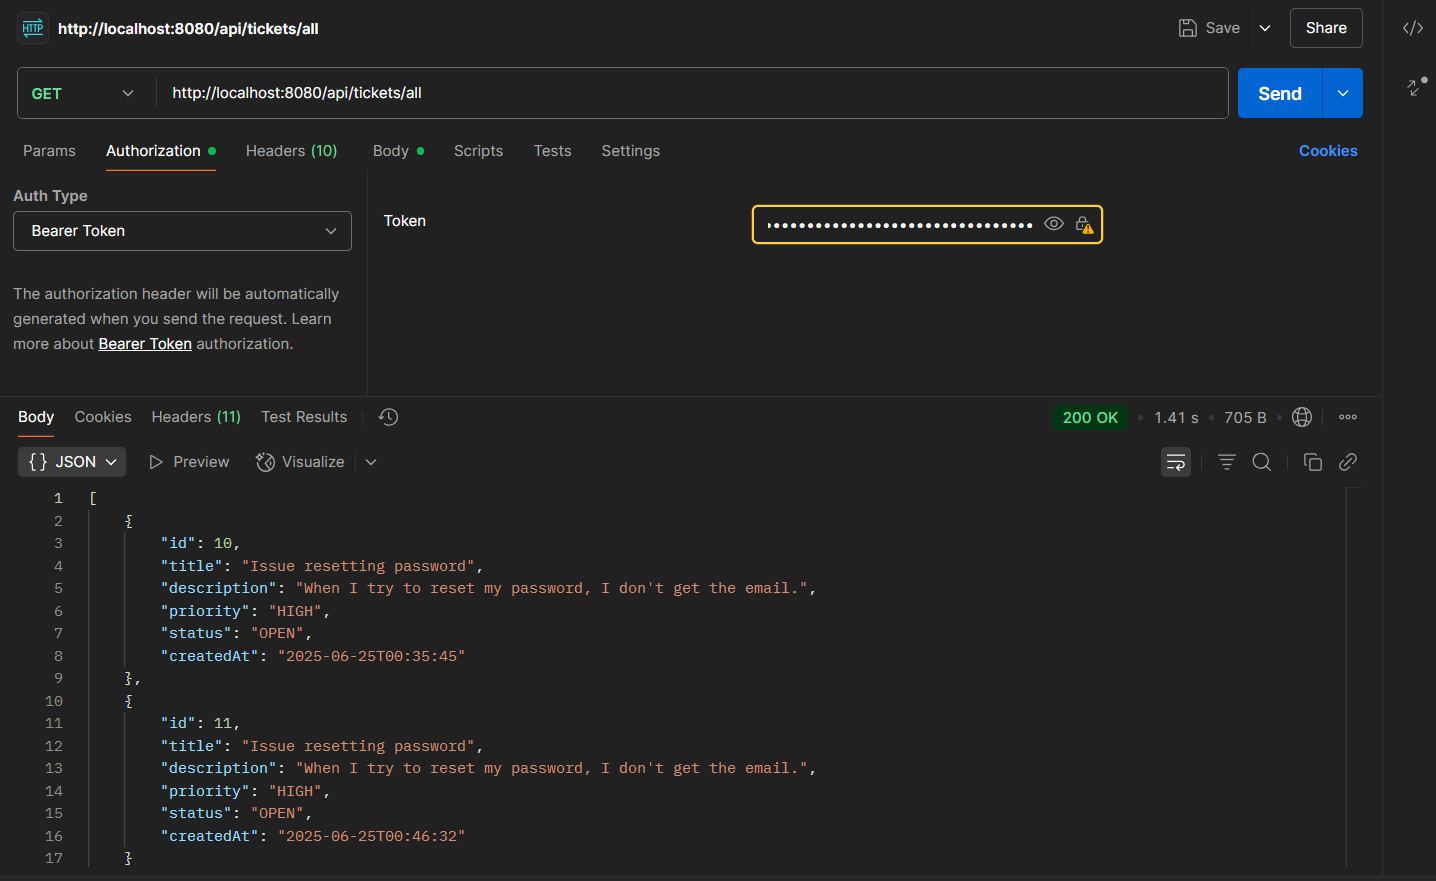 HTTP http://localhost:8080/api/tickets/all Save Share
GET http://localhost:8080/api/tickets/all Send
Params Authorization Headers (10) Body Scripts Tests Settings Cookies
Auth Type
Bearer Token
Token
The authorization header will be automatically
generated when you send the request. Learn
more about Bearer Token authorization.
Body Cookies Headers (11) Test Results 200 OK • 1.41 s • 705 B
{} JSON Preview Visualize
1 [
2 {
3 "id": 10,
4 "title": "Issue resetting password",
5 "description": "When I try to reset my password, I don't get the email.",
6 "priority": "HIGH",
7 "status": "OPEN",
8 "createdAt": "2025-06-25T00:35:45"
9 },
10 {
11 "id": 11,
12 "title": "Issue resetting password",
13 "description": "When I try to reset my password, I don't get the email.",
14 "priority": "HIGH",
15 "status": "OPEN",
16 "createdAt": "2025-06-25T00:46:32"
17 }